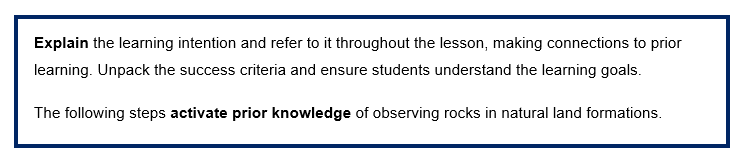 Explain the learning intention and refer to it throughout the lesson, making connections to prior
learning. Unpack the success criteria and ensure students understand the learning goals.
The following steps activate prior knowledge of observing rocks in natural land formations.